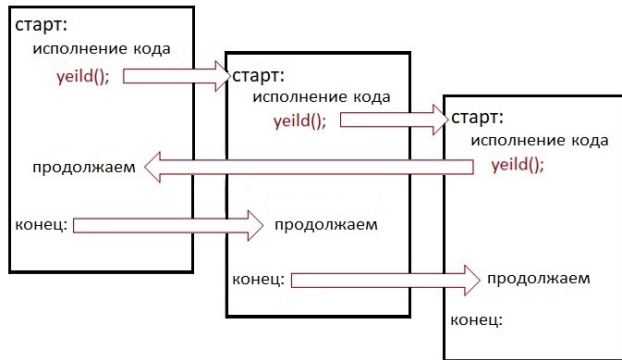 старт:
исполнение кода
yeild();
продолжаем
конец:
старт:
исполнение кода
yeild();
продолжаем
конец:
старт:
исполнение кода
yeild();
продолжаем
конец: